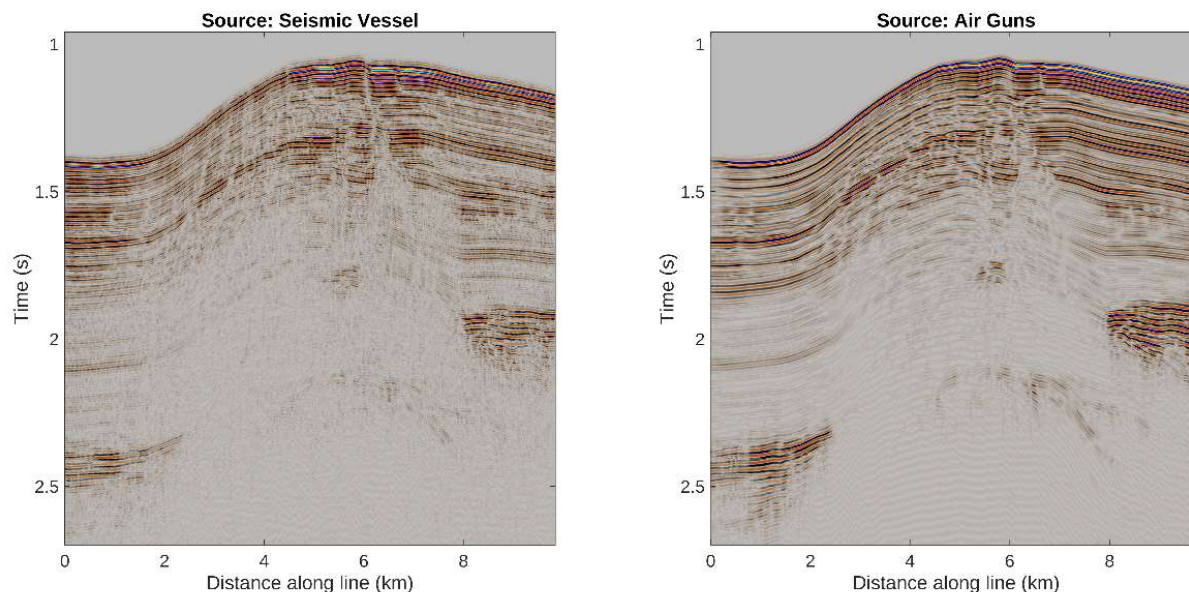 Source: Seismic Vessel
1
1.5
2
2.5
Time (s)
0 2 4 6 8
Distance along line (km)
Source: Air Guns
1
1.5
2
2.5
Time (s)
0 2 4 6 8
Distance along line (km)